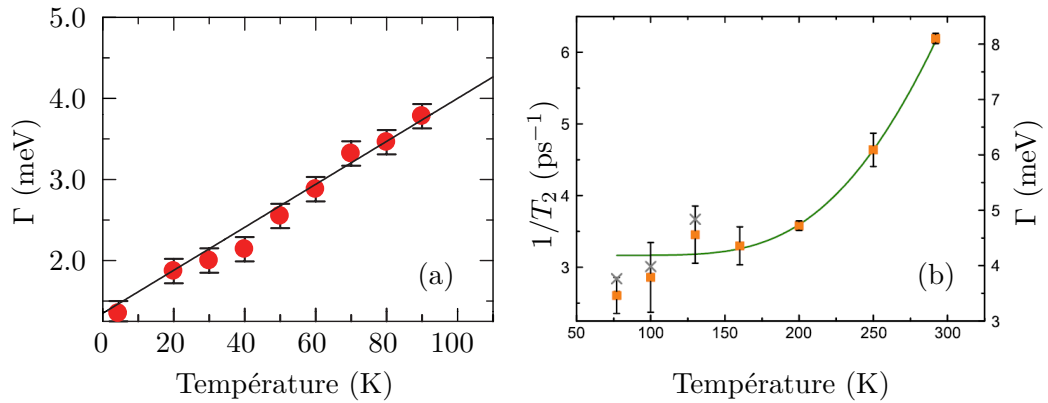 5.0
4.0
3.0
2.0
Γ (meV)
0 20 40 60 80 100
Température (K)
(a)
6
5
4
3
1/T₂ (ps⁻¹)
50 100 150 200 250 300
Température (K)
(b)
8
7
6
5
4
3
Γ (meV)